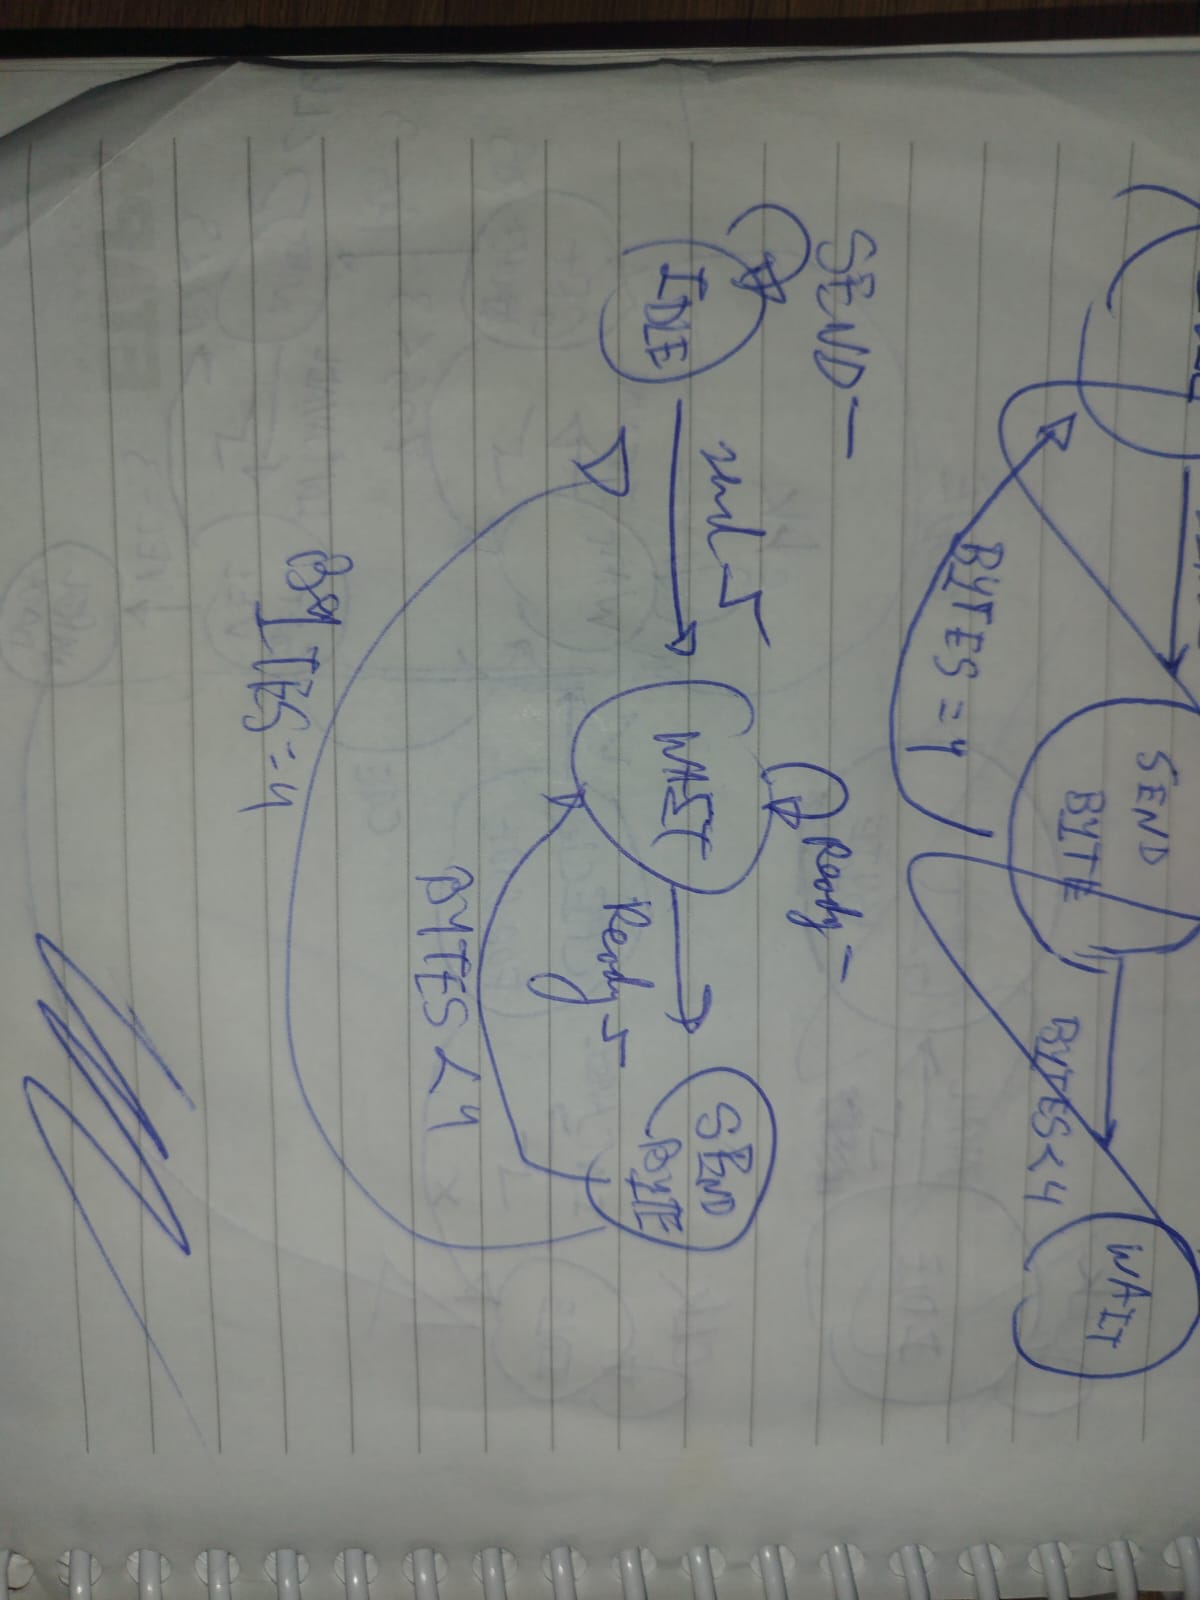 SEND
BYTE
BYTES < 4
WAIT
BYTES = 4
SEND
send
Ready
IDLE
WAIT
Ready
SEND
BYTE
BYTES < 4
BYTES = 4